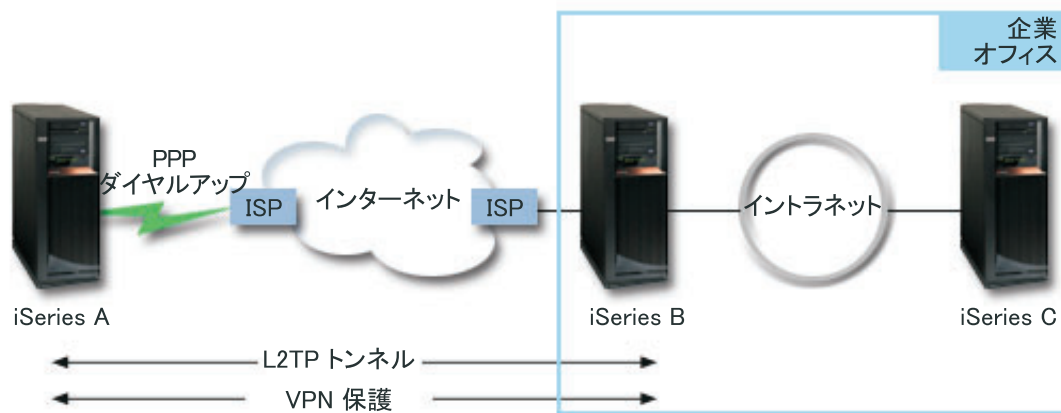 企業
オフィス
PPP
ダイヤルアップ
ISP
インターネット
ISP
イントラネット
iSeries A
iSeries B
iSeries C
L2TP トンネル
VPN 保護